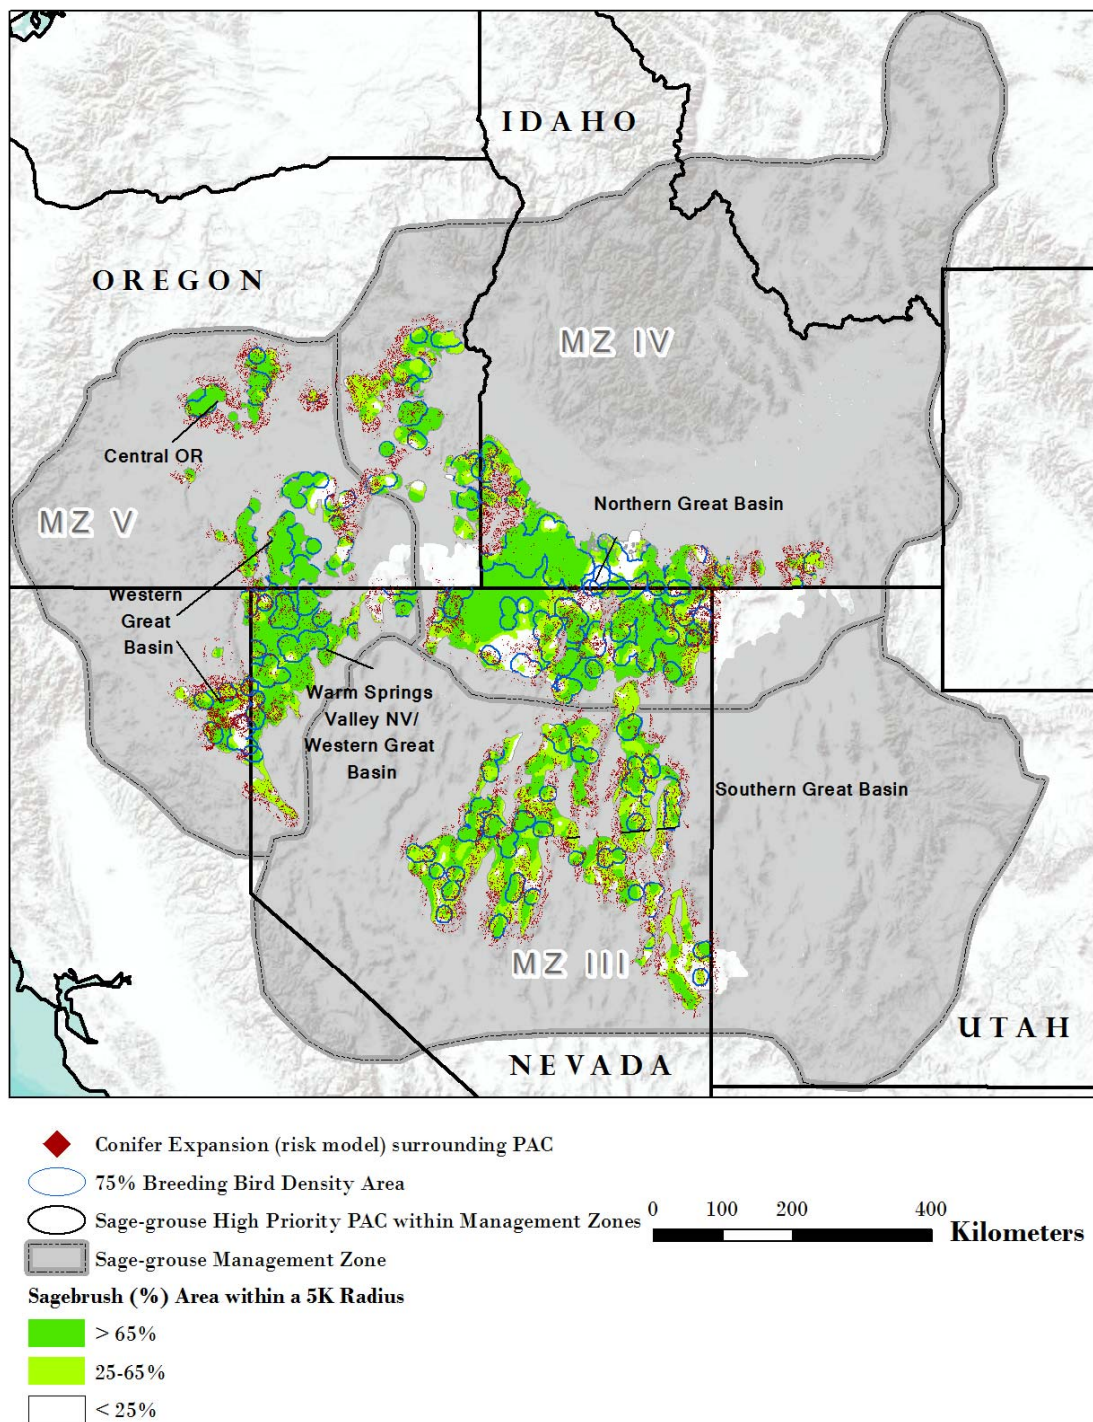 IDAHO
OREGON
MZ IV
Central OR
Northern Great Basin
MZ V
Western
Great
Basin
Warm Springs
Valley NV/
Western Great
Basin
Southern Great Basin
MZ III
UTAH
NEVADA
Conifer Expansion (risk model) surrounding PAC
75% Breeding Bird Density Area
Sage-grouse High Priority PAC within Management Zones
0 100 200 400
Kilometers
Sage-grouse Management Zone
Sagebrush (%) Area within a 5K Radius
> 65%
25-65%
< 25%